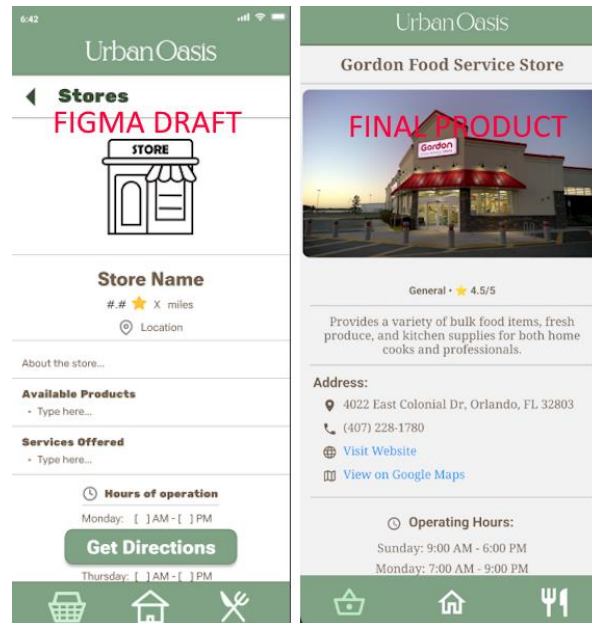 6:42
Urban Oasis
Stores
FIGMA DRAFT
STORE
Store Name
#.# X miles
Location
About the store...
Available Products
• Type here...
Services Offered
• Type here...
Hours of operation
Monday: [ ] AM - [ ] PM
Get Directions
Thursday: [ ] AM - [ ] PM
Urban Oasis
Gordon Food Service Store
FINAL PRODUCT
Gordon
General • 4.5/5
Provides a variety of bulk food items, fresh
produce, and kitchen supplies for both home
cooks and professionals.
Address:
4022 East Colonial Dr, Orlando, FL 32803
(407) 228-1780
Visit Website
View on Google Maps
Operating Hours:
Sunday: 9:00 AM - 6:00 PM
Monday: 7:00 AM - 9:00 PM